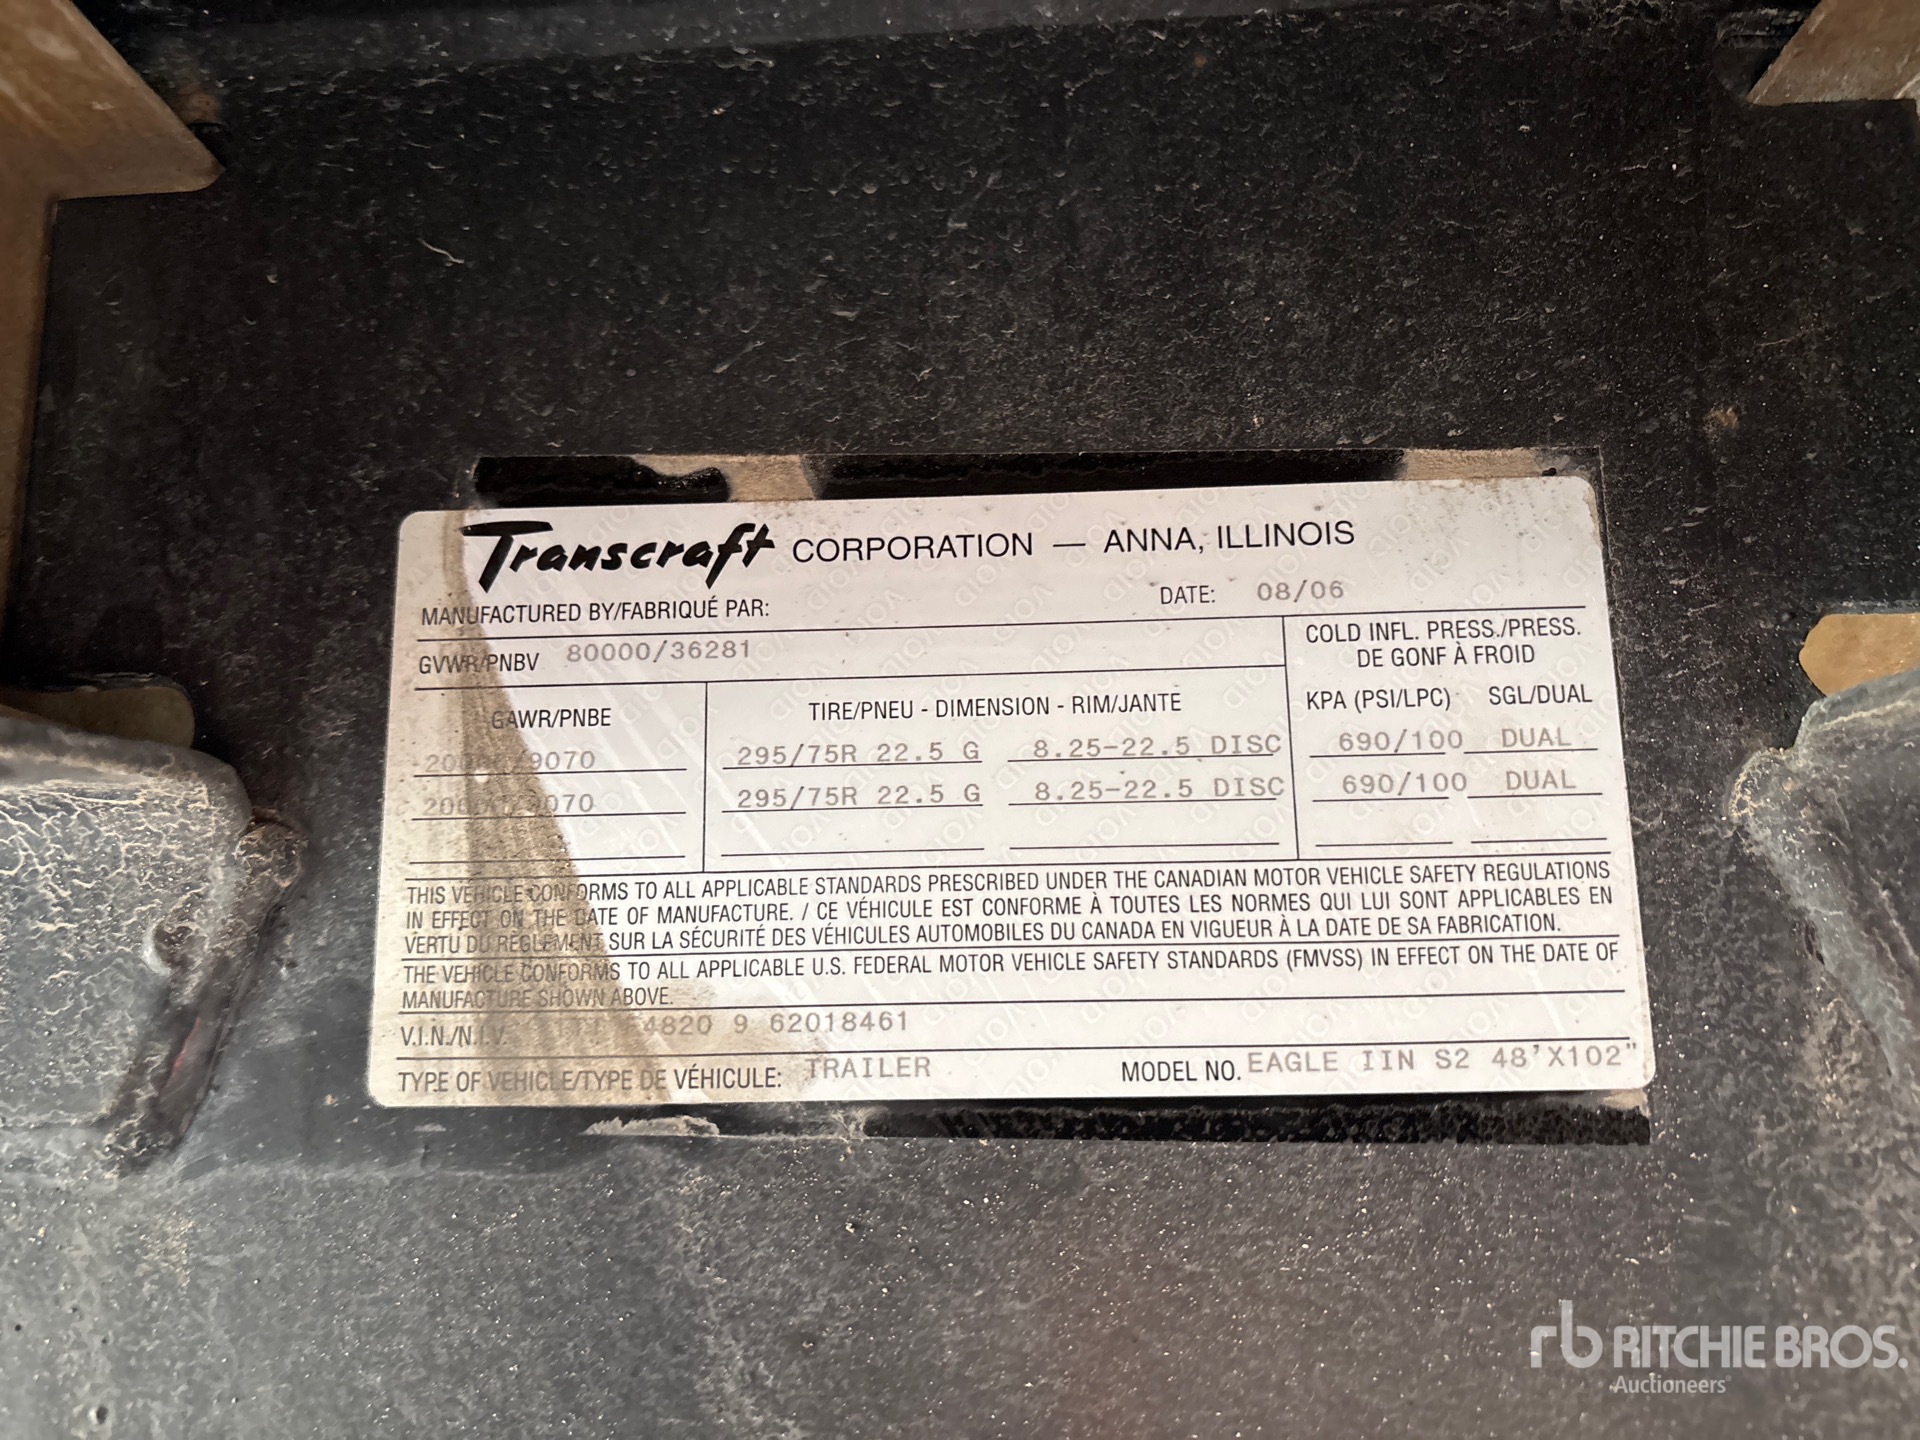 Transcraft CORPORATION — ANNA, ILLINOIS
MANUFACTURED BY/FABRIQUÉ PAR: DATE: 08/06
GVWR/PNBV 80000/36281
COLD INFL. PRESS./PRESS.
DE GONF À FROID
GAWR/PNBE TIRE/PNEU - DIMENSION - RIM/JANTE KPA (PSI/LPC) SGL/DUAL
20000/9070 295/75R 22.5 G 8.25-22.5 DISC 690/100 DUAL
20000/9070 295/75R 22.5 G 8.25-22.5 DISC 690/100 DUAL
THIS VEHICLE CONFORMS TO ALL APPLICABLE STANDARDS PRESCRIBED UNDER THE CANADIAN MOTOR VEHICLE SAFETY REGULATIONS
IN EFFECT ON THE DATE OF MANUFACTURE. / CE VÉHICULE EST CONFORME À TOUTES LES NORMES QUI LUI SONT APPLICABLES EN
VERTU DU RÈGLEMENT SUR LA SÉCURITÉ DES VÉHICULES AUTOMOBILES DU CANADA EN VIGUEUR À LA DATE DE SA FABRICATION.
THE VEHICLE CONFORMS TO ALL APPLICABLE U.S. FEDERAL MOTOR VEHICLE SAFETY STANDARDS (FMVSS) IN EFFECT ON THE DATE OF
MANUFACTURE SHOWN ABOVE.
V.I.N./N.I.V. 4820 9 62018461
TYPE OF VEHICLE/TYPE DE VÉHICULE: TRAILER MODEL NO. EAGLE IIN S2 48'X102"
rb RITCHIE BROS.
Auctioneers